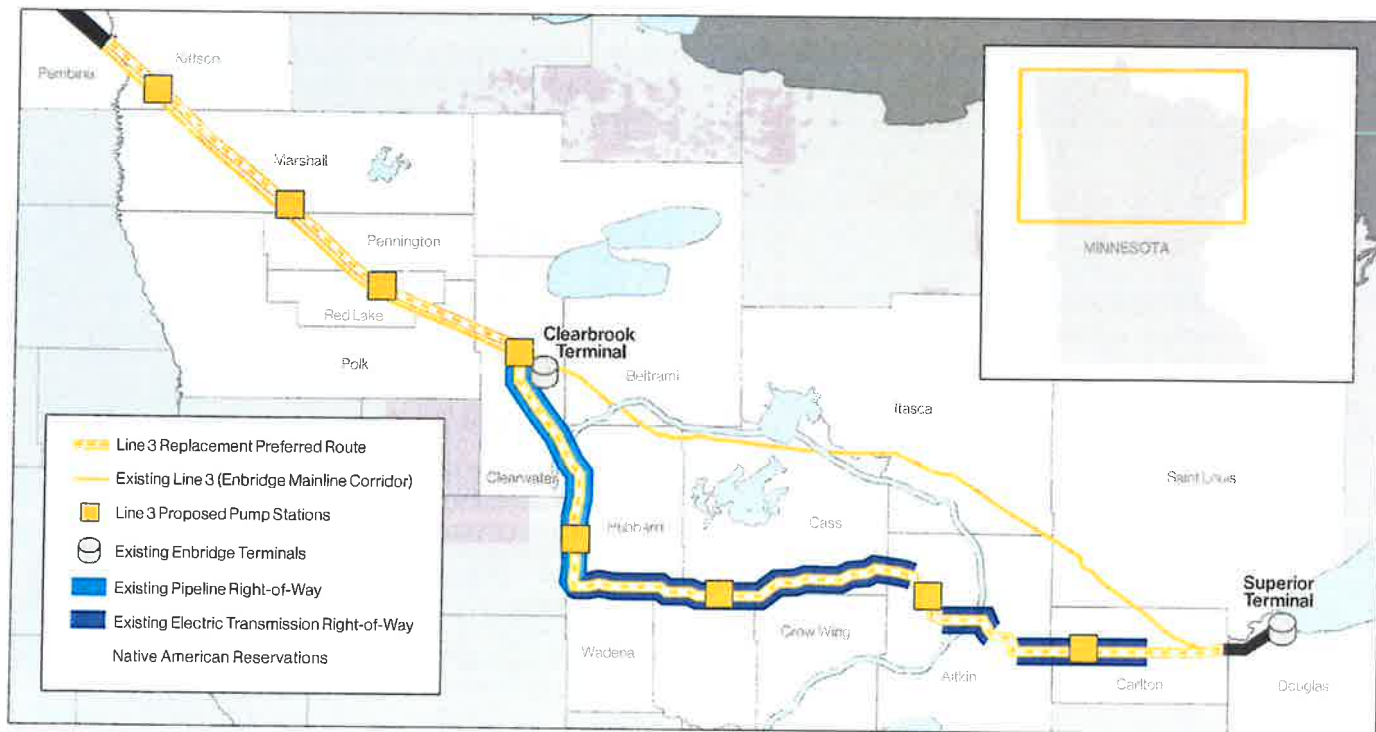 Kittson
Pembina
Marshall
MINNESOTA
Pennington
Red Lake
Clearbrook
Terminal
Polk
Beltrami
Itasca
Line 3 Replacement Preferred Route
Existing Line 3 (Enbridge Mainline Corridor)
Line 3 Proposed Pump Stations
Existing Enbridge Terminals
Existing Pipeline Right-of-Way
Existing Electric Transmission Right-of-Way
Native American Reservations
Clearwater
Saint Louis
Hubbard
Cass
Superior
Terminal
Crow Wing
Wadena
Aitkin
Carlton
Douglas